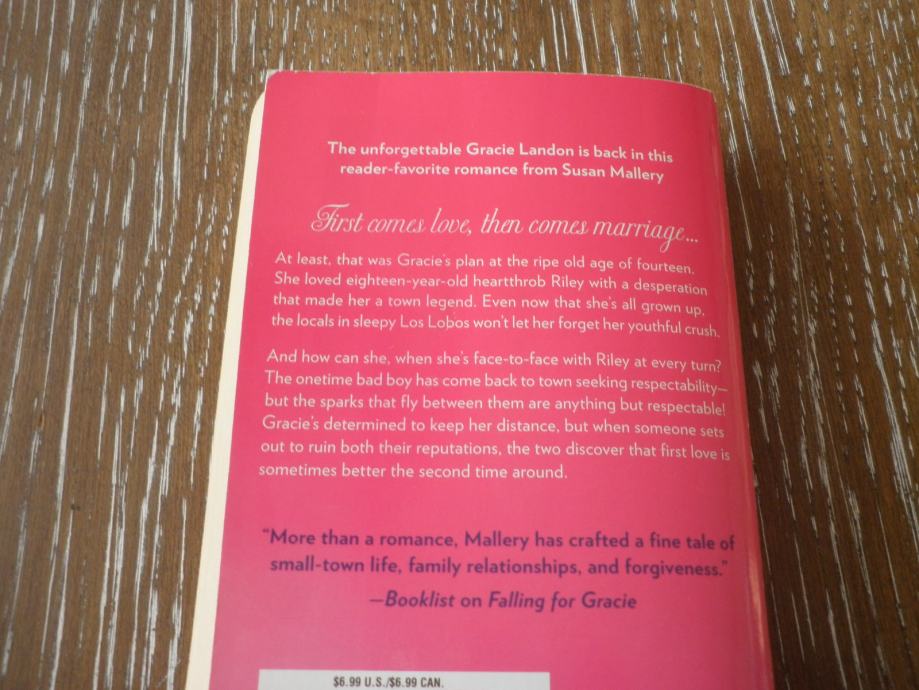 The unforgettable Gracie Landon is back in this
reader-favorite romance from Susan Mallery
First comes love, then comes marriage...
At least, that was Gracie's plan at the ripe old age of fourteen.
She loved eighteen-year-old heartthrob Riley with a desperation
that made her a town legend. Even now that she's all grown up,
the locals in sleepy Los Lobos won't let her forget her youthful crush.
And how can she, when she's face-to-face with Riley at every turn?
The onetime bad boy has come back to town seeking respectability—
but the sparks that fly between them are anything but respectable!
Gracie's determined to keep her distance, but when someone sets
out to ruin both their reputations, the two discover that first love is
sometimes better the second time around.
"More than a romance, Mallery has crafted a fine tale of
small-town life, family relationships, and forgiveness."
—Booklist on Falling for Gracie
$6.99 U.S./$6.99 CAN.